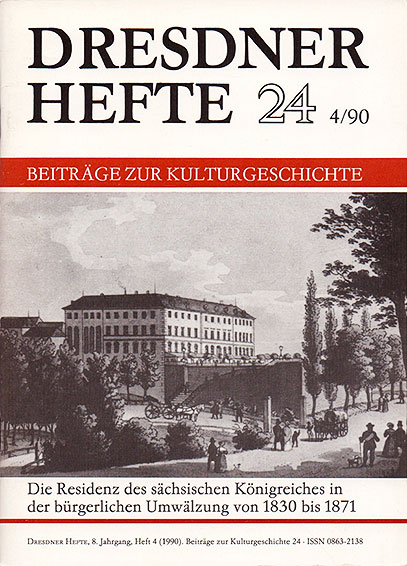 DRESDNER
HEFTE 24 4/90
BEITRÄGE ZUR KULTURGESCHICHTE
Die Residenz des sächsischen Königreiches in
der bürgerlichen Umwälzung von 1830 bis 1871
DRESDNER HEFTE, 8. Jahrgang, Heft 4 (1990). Beiträge zur Kulturgeschichte 24 · ISSN 0863-2138